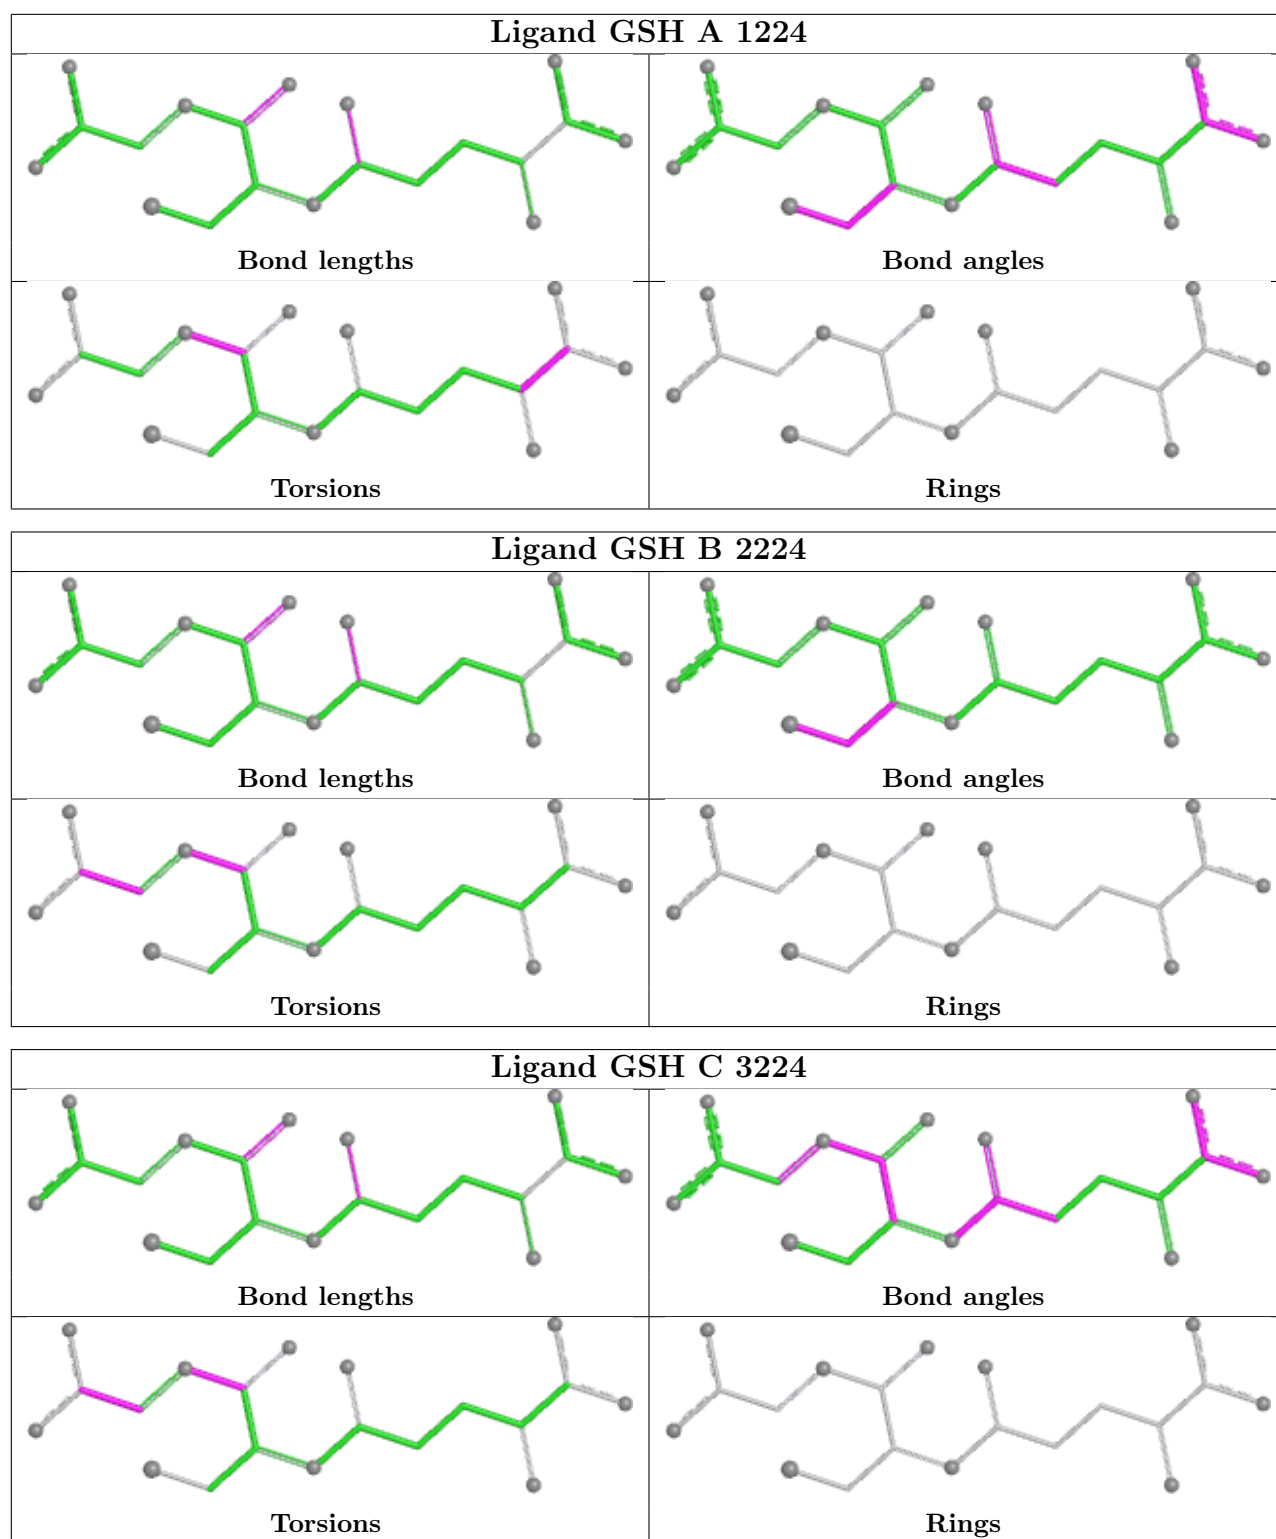 Ligand GSH A 1224
Bond lengths
Bond angles
Torsions
Rings
Ligand GSH B 2224
Bond lengths
Bond angles
Torsions
Rings
Ligand GSH C 3224
Bond lengths
Bond angles
Torsions
Rings